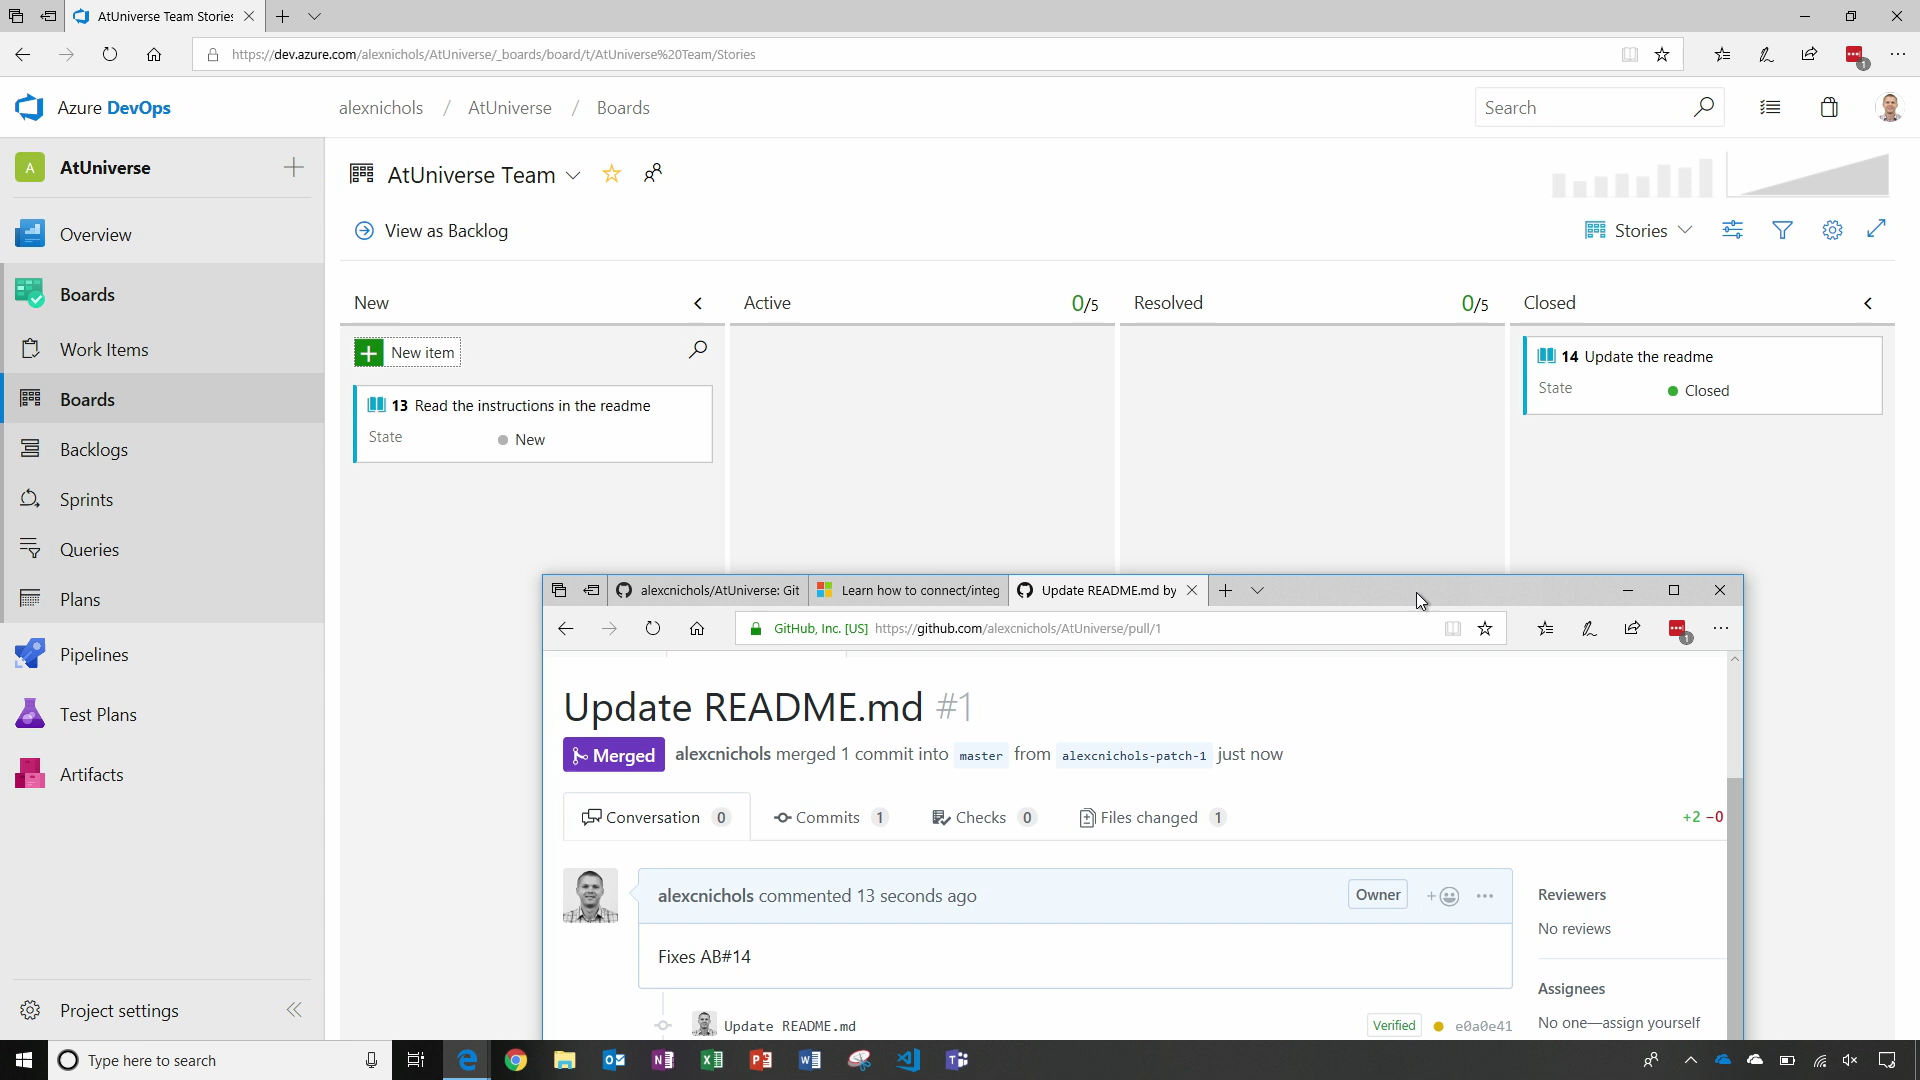 AtUniverse Team Stories
https://dev.azure.com/alexnichols/AtUniverse/_boards/board/t/AtUniverse%20Team/Stories
1
Azure DevOps
alexnichols / AtUniverse / Boards
Search
A AtUniverse
Overview
Boards
Work Items
Boards
Backlogs
Sprints
Queries
Plans
Pipelines
Test Plans
Artifacts
Project settings
AtUniverse Team
View as Backlog
Stories
New
Active 0/5
Resolved 0/5
Closed
New item
13 Read the instructions in the readme
State New
14 Update the readme
State Closed
alexcnichols/AtUniverse: Git
Learn how to connect/integ
Update README.md by
GitHub, Inc. [US] https://github.com/alexcnichols/AtUniverse/pull/1
1
Update README.md #1
Merged alexcnichols merged 1 commit into master from alexcnichols-patch-1 just now
Conversation 0 Commits 1 Checks 0 Files changed 1 +2 −0
alexcnichols commented 13 seconds ago Owner
Fixes AB#14
Update README.md Verified e0a0e41
Reviewers
No reviews
Assignees
No one—assign yourself
Type here to search